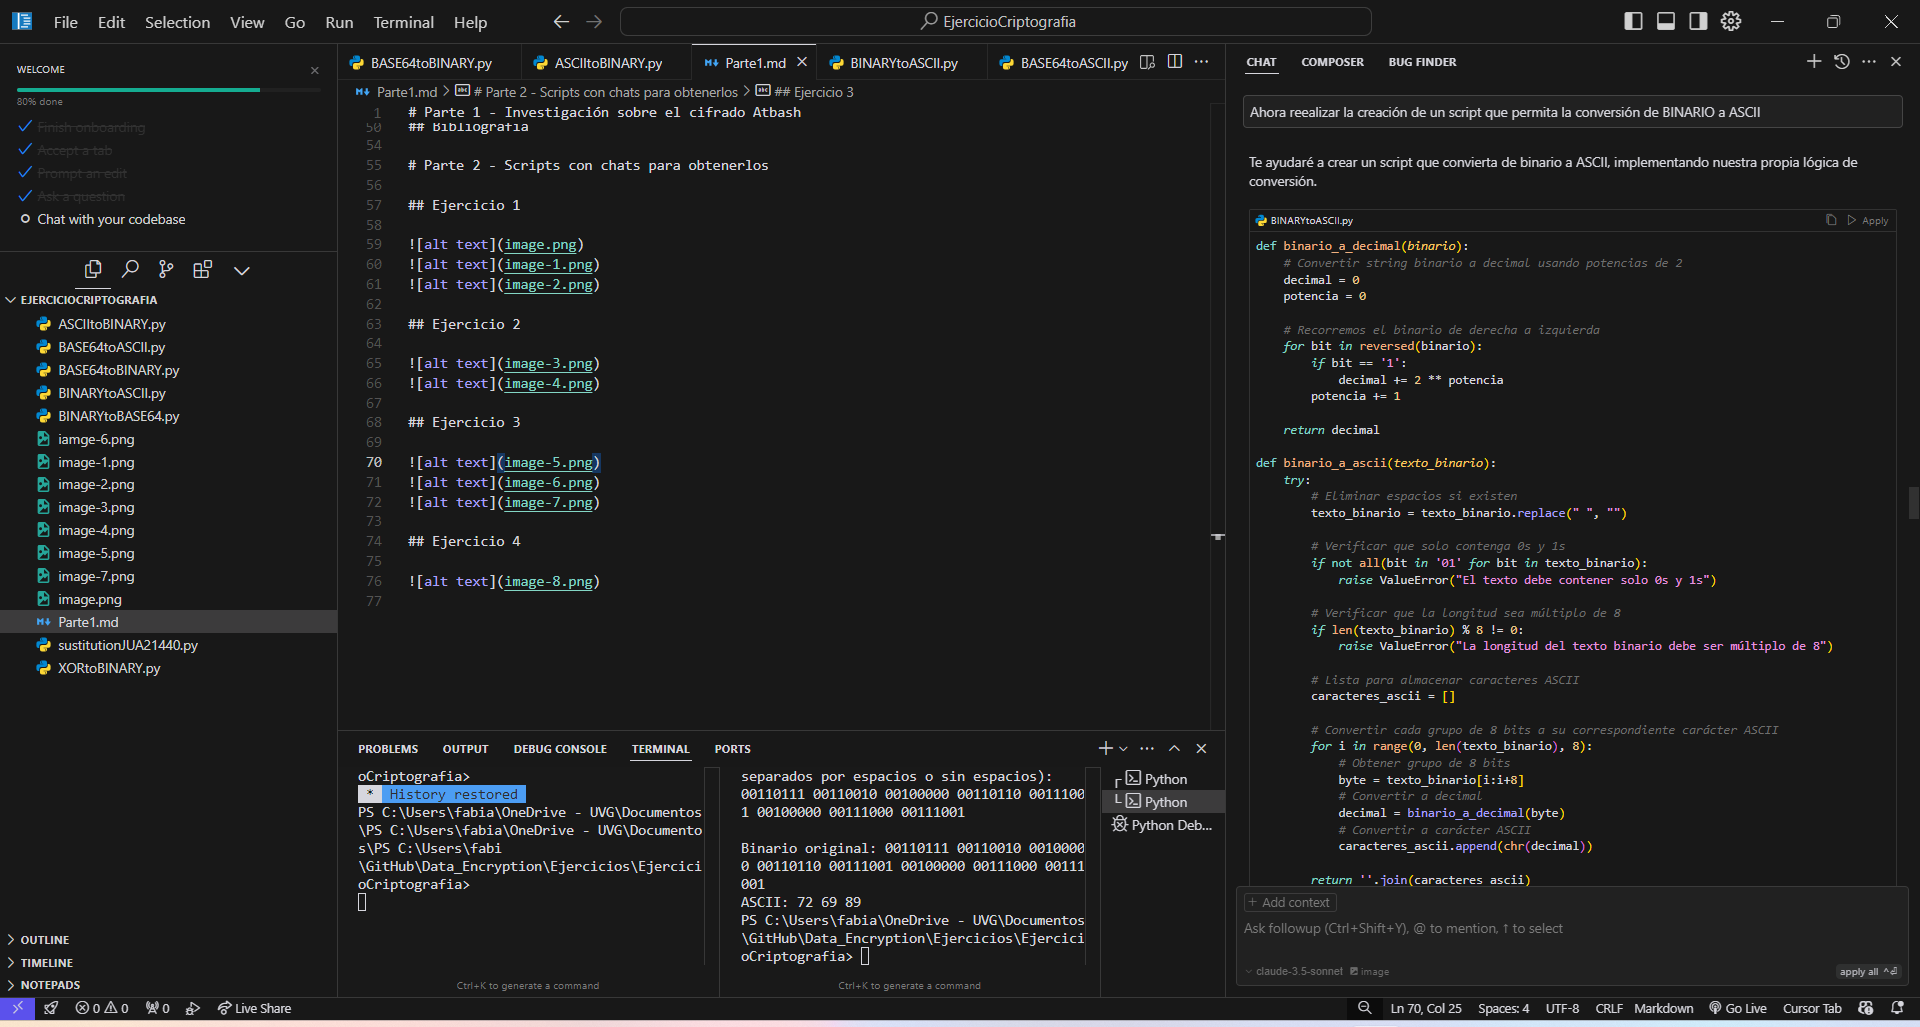 File Edit Selection View Go Run Terminal Help
EjercicioCriptografia
WELCOME
80% done
Finish onboarding
Accept a tab
Prompt an edit
Ask a question
Chat with your codebase
EJERCICIOCRIPTOGRAFIA
ASCIItoBINARY.py
BASE64toASCII.py
BASE64toBINARY.py
BINARYtoASCII.py
BINARYtoBASE64.py
iamge-6.png
image-1.png
image-2.png
image-3.png
image-4.png
image-5.png
image-7.png
image.png
Parte1.md
sustitutionJUA21440.py
XORtoBINARY.py
OUTLINE
TIMELINE
NOTEPADS
BASE64toBINARY.py ASCIItoBINARY.py Parte1.md BINARYtoASCII.py BASE64toASCII.py
Parte1.md > # Parte 2 - Scripts con chats para obtenerlos > ## Ejercicio 3
1 # Parte 1 - Investigación sobre el cifrado Atbash
50 ## Bibliografia
54
55 # Parte 2 - Scripts con chats para obtenerlos
56
57 ## Ejercicio 1
58
59 ![alt text](image.png)
60 ![alt text](image-1.png)
61 ![alt text](image-2.png)
62
63 ## Ejercicio 2
64
65 ![alt text](image-3.png)
66 ![alt text](image-4.png)
67
68 ## Ejercicio 3
69
70 ![alt text](image-5.png)
71 ![alt text](image-6.png)
72 ![alt text](image-7.png)
73
74 ## Ejercicio 4
75
76 ![alt text](image-8.png)
77
PROBLEMS OUTPUT DEBUG CONSOLE TERMINAL PORTS
oCriptografia>
* History restored
PS C:\Users\fabia\OneDrive - UVG\Documentos
\PS C:\Users\fabia\OneDrive - UVG\Documento
s\PS C:\Users\fabi
\GitHub\Data_Encryption\Ejercicios\Ejercici
oCriptografia>
Ctrl+K to generate a command
separados por espacios o sin espacios):
00110111 00110010 00100000 00110110 0011100
1 00100000 00111000 00111001
Binario original: 00110111 00110010 0010000
0 00110110 00111001 00100000 00111000 00111
001
ASCII: 72 69 89
PS C:\Users\fabia\OneDrive - UVG\Documentos
\GitHub\Data_Encryption\Ejercicios\Ejercici
oCriptografia>
Ctrl+K to generate a command
Python
Python
Python Deb...
CHAT COMPOSER BUG FINDER
Ahora reealizar la creación de un script que permita la conversión de BINARIO a ASCII
Te ayudaré a crear un script que convierta de binario a ASCII, implementando nuestra propia lógica de
conversión.
BINARYtoASCII.py Apply
def binario_a_decimal(binario):
# Convertir string binario a decimal usando potencias de 2
decimal = 0
potencia = 0
# Recorremos el binario de derecha a izquierda
for bit in reversed(binario):
if bit == '1':
decimal += 2 ** potencia
potencia += 1
return decimal
def binario_a_ascii(texto_binario):
try:
# Eliminar espacios si existen
texto_binario = texto_binario.replace(" ", "")
# Verificar que solo contenga 0s y 1s
if not all(bit in '01' for bit in texto_binario):
raise ValueError("El texto debe contener solo 0s y 1s")
# Verificar que la longitud sea múltiplo de 8
if len(texto_binario) % 8 != 0:
raise ValueError("La longitud del texto binario debe ser múltiplo de 8")
# Lista para almacenar caracteres ASCII
caracteres_ascii = []
# Convertir cada grupo de 8 bits a su correspondiente carácter ASCII
for i in range(0, len(texto_binario), 8):
# Obtener grupo de 8 bits
byte = texto_binario[i:i+8]
# Convertir a decimal
decimal = binario_a_decimal(byte)
# Convertir a carácter ASCII
caracteres_ascii.append(chr(decimal))
return ''.join(caracteres_ascii)
+ Add context
Ask followup (Ctrl+Shift+Y), @ to mention, ↑ to select
claude-3.5-sonnet image apply all ^⏎
0 0 0 Live Share Ln 70, Col 25 Spaces: 4 UTF-8 CRLF Markdown Go Live Cursor Tab